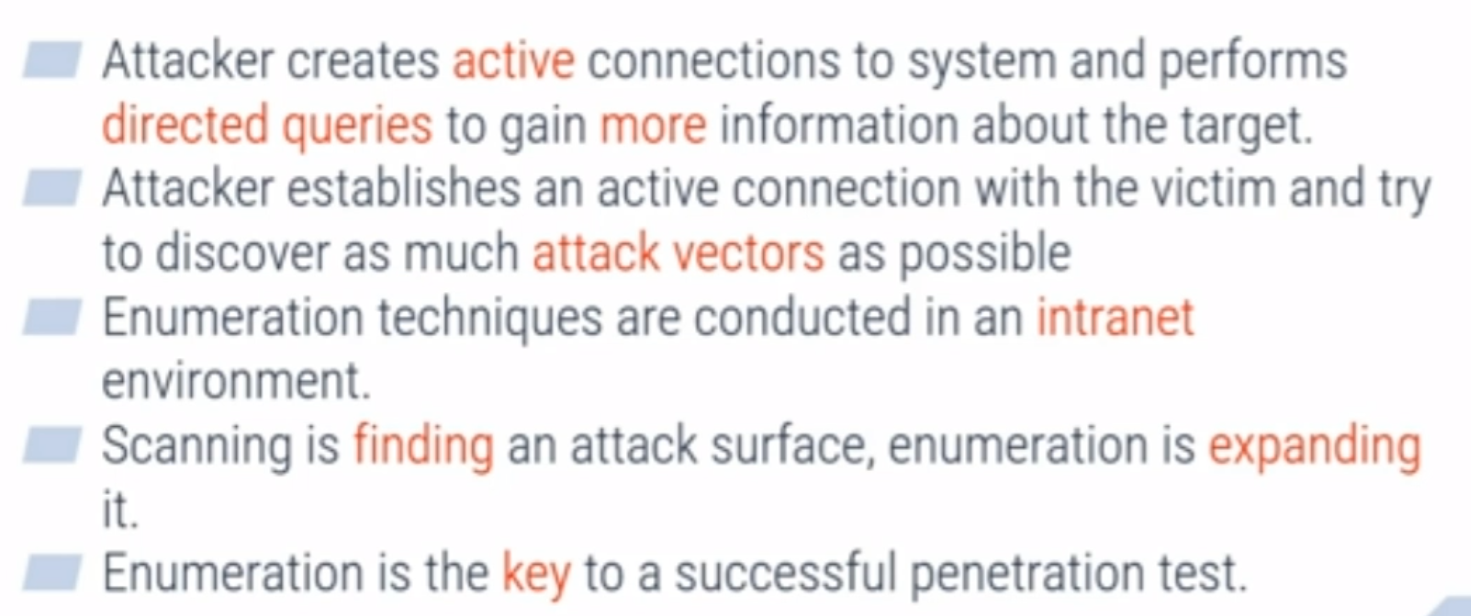 Attacker creates active connections to system and performs
directed queries to gain more information about the target.
Attacker establishes an active connection with the victim and try
to discover as much attack vectors as possible
Enumeration techniques are conducted in an intranet
environment.
Scanning is finding an attack surface, enumeration is expanding
it.
Enumeration is the key to a successful penetration test.